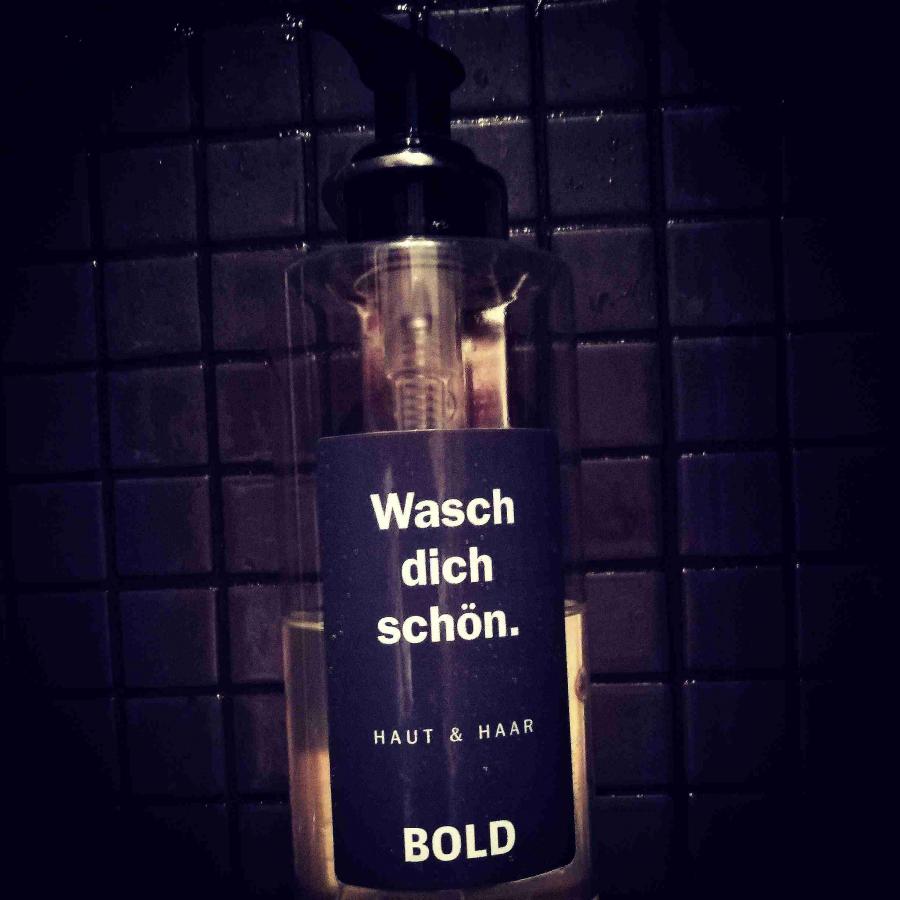 Wasch
dich
schön.
HAUT & HAAR
BOLD